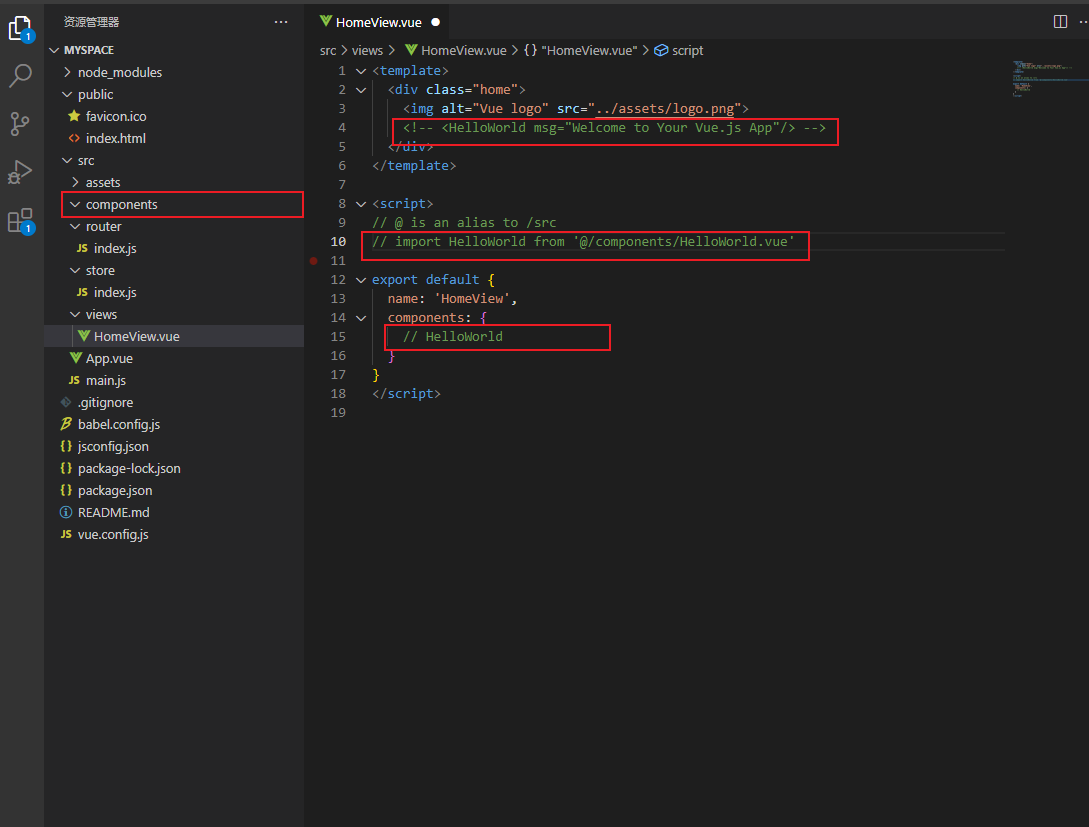 资源管理器
MYSPACE
node_modules
public
favicon.ico
index.html
src
assets
components
router
JS index.js
store
JS index.js
views
HomeView.vue
App.vue
JS main.js
.gitignore
babel.config.js
{} jsconfig.json
{} package-lock.json
{} package.json
README.md
JS vue.config.js
1
1
HomeView.vue
src > views > HomeView.vue > {} "HomeView.vue" > script
1 <template>
2 <div class="home">
3 <img alt="Vue logo" src="../assets/logo.png">
4 <!-- <HelloWorld msg="Welcome to Your Vue.js App"/> -->
5 </div>
6 </template>
7
8 <script>
9 // @ is an alias to /src
10 // import HelloWorld from '@/components/HelloWorld.vue'
11
12 export default {
13 name: 'HomeView',
14 components: {
15 // HelloWorld
16 }
17 }
18 </script>
19